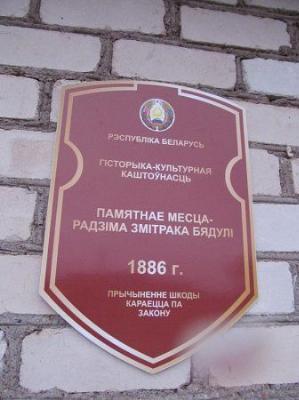 РЭСПУБЛІКА БЕЛАРУСЬ
ГІСТОРЫКА-КУЛЬТУРНАЯ
КАШТОЎНАСЦЬ
ПАМЯТНАЕ МЕСЦА-
РАДЗІМА ЗМІТРАКА БЯДУЛІ
1886 г.
ПРЫЧЫНЕННЕ ШКОДЫ
КАРАЕЦЦА ПА
ЗАКОНУ